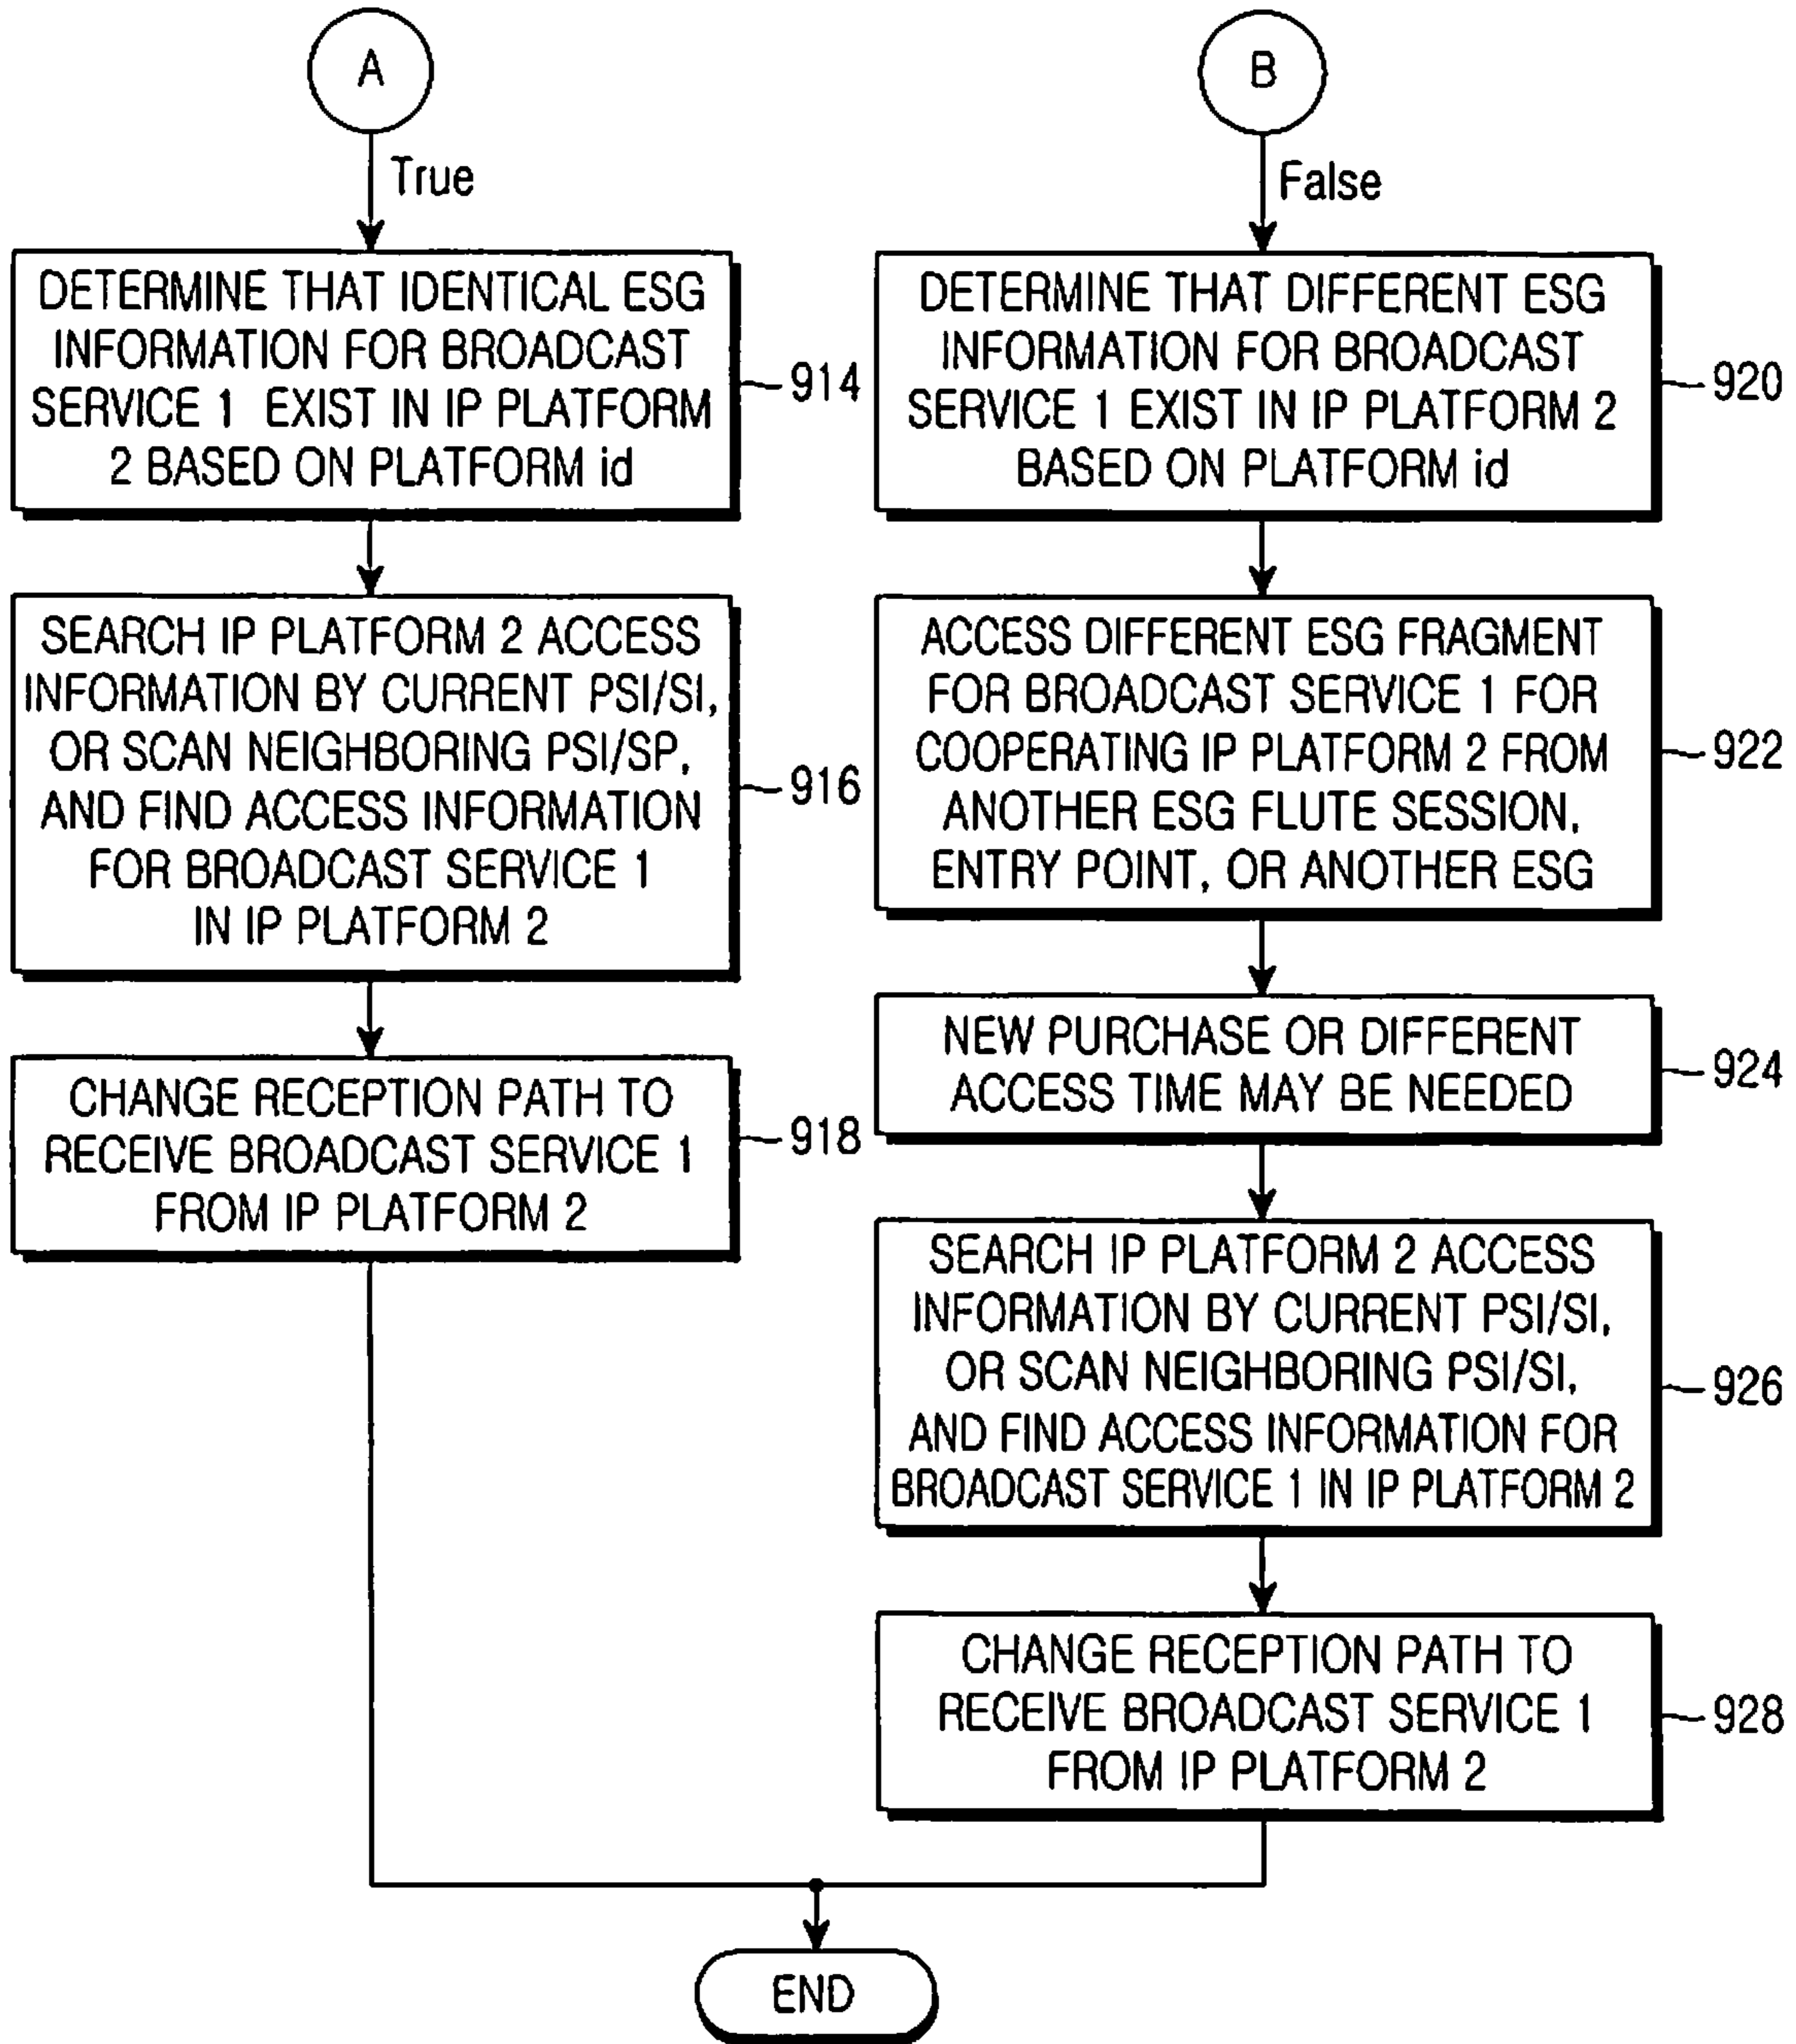 A
True
DETERMINE THAT IDENTICAL ESG
INFORMATION FOR BROADCAST
SERVICE 1 EXIST IN IP PLATFORM
2 BASED ON PLATFORM id
914
SEARCH IP PLATFORM 2 ACCESS
INFORMATION BY CURRENT PSI/SI,
OR SCAN NEIGHBORING PSI/SP,
AND FIND ACCESS INFORMATION
FOR BROADCAST SERVICE 1
IN IP PLATFORM 2
916
CHANGE RECEPTION PATH TO
RECEIVE BROADCAST SERVICE 1
FROM IP PLATFORM 2
918
B
False
DETERMINE THAT DIFFERENT ESG
INFORMATION FOR BROADCAST
SERVICE 1 EXIST IN IP PLATFORM 2
BASED ON PLATFORM id
920
ACCESS DIFFERENT ESG FRAGMENT
FOR BROADCAST SERVICE 1 FOR
COOPERATING IP PLATFORM 2 FROM
ANOTHER ESG FLUTE SESSION,
ENTRY POINT, OR ANOTHER ESG
922
NEW PURCHASE OR DIFFERENT
ACCESS TIME MAY BE NEEDED
924
SEARCH IP PLATFORM 2 ACCESS
INFORMATION BY CURRENT PSI/SI,
OR SCAN NEIGHBORING PSI/SI,
AND FIND ACCESS INFORMATION FOR
BROADCAST SERVICE 1 IN IP PLATFORM 2
926
CHANGE RECEPTION PATH TO
RECEIVE BROADCAST SERVICE 1
FROM IP PLATFORM 2
928
END